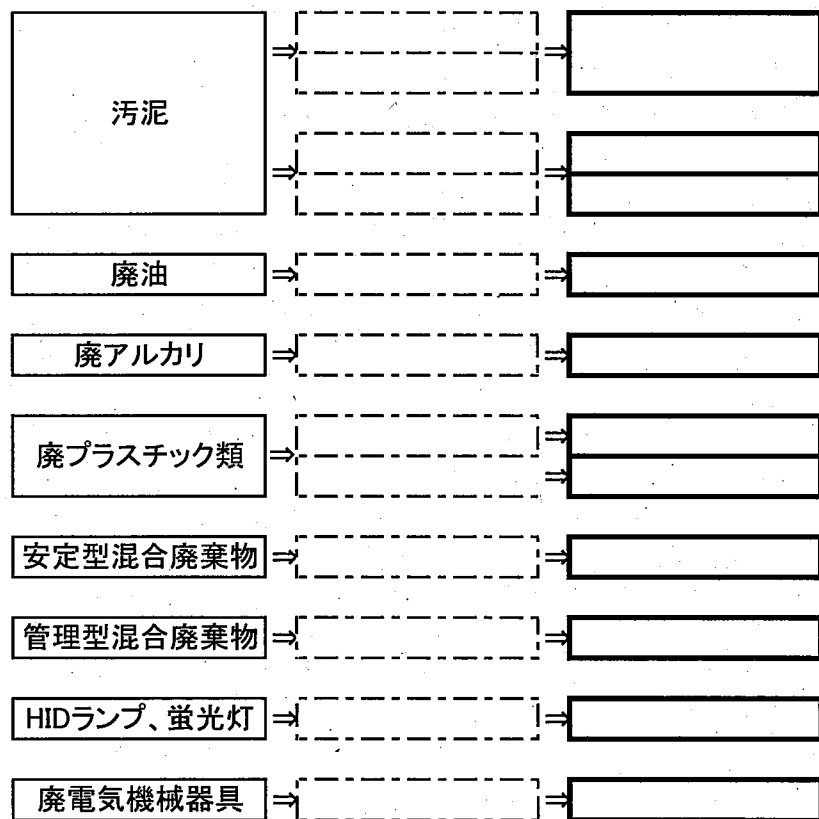 汚泥
廃油
廃アルカリ
廃プラスチック類
安定型混合廃棄物
管理型混合廃棄物
HIDランプ、蛍光灯
廃電気機械器具